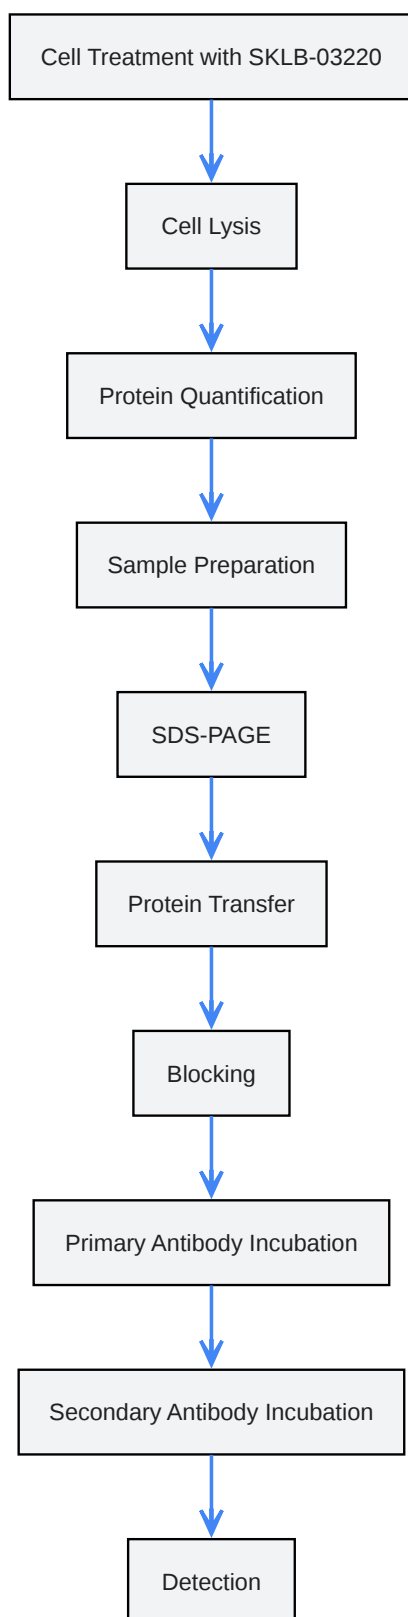 Cell Treatment with SKLB-03220
Cell Lysis
Protein Quantification
Sample Preparation
SDS-PAGE
Protein Transfer
Blocking
Primary Antibody Incubation
Secondary Antibody Incubation
Detection